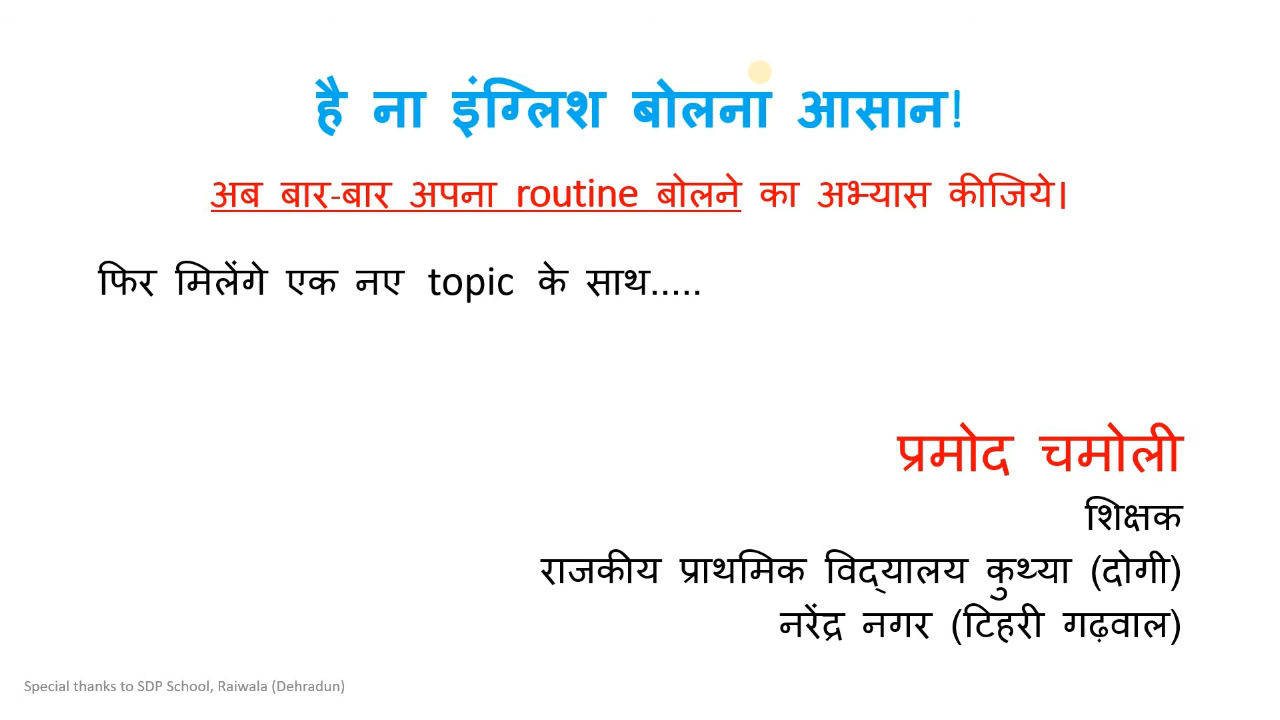 है ना इंग्लिश बोलना आसान!
अब बार-बार अपना routine बोलने का अभ्यास कीजिये।
फिर मिलेंगे एक नए topic के साथ.....
प्रमोद चमोली
शिक्षक
राजकीय प्राथमिक विद्यालय कुथ्या (दोगी)
नरेंद्र नगर (टिहरी गढ़वाल)
Special thanks to SDP School, Raiwala (Dehradun)